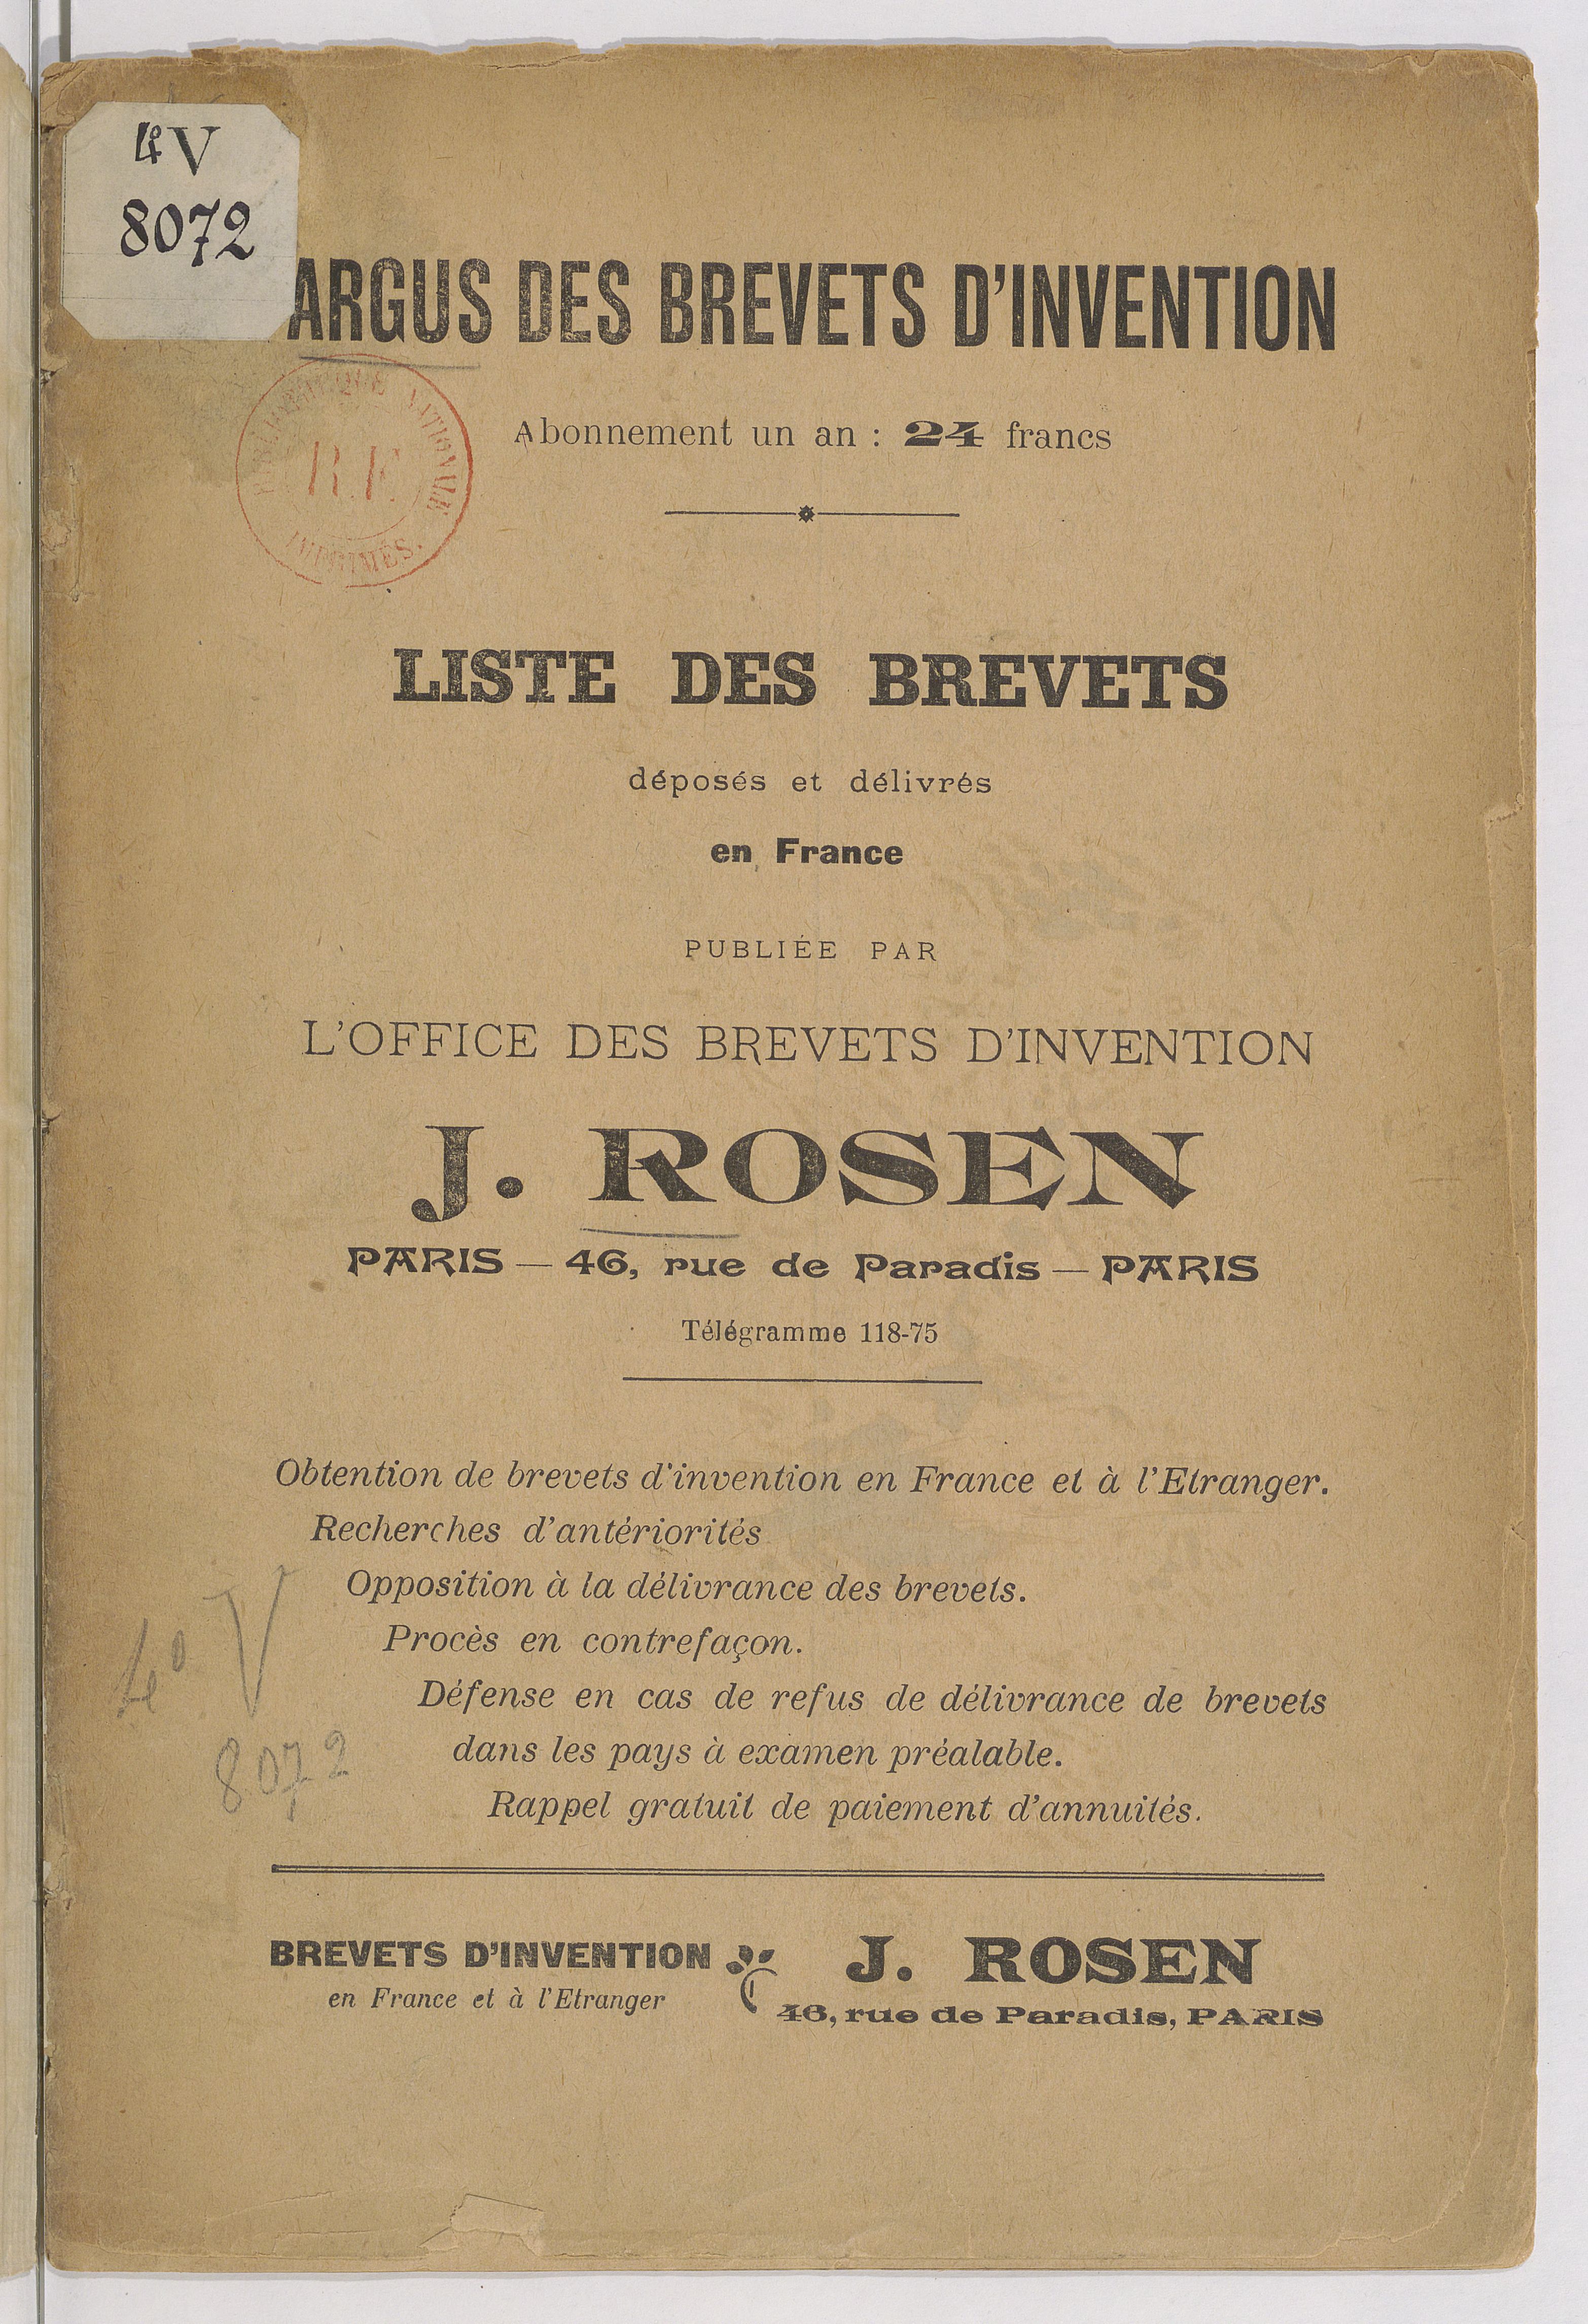 4° V
8072
ARGUS DES BREVETS D'INVENTION
Abonnement un an : 24 francs
BIBLIOTHÈQUE NATIONALE
R.F.
IMPRIMÉS.
LISTE DES BREVETS
déposés et délivrés
en France
PUBLIÉE PAR
L'OFFICE DES BREVETS D'INVENTION
J. ROSEN
PARIS — 46, rue de Paradis — PARIS
Télégramme 118-75
Obtention de brevets d'invention en France et à l'Etranger.
Recherches d'antériorités
Opposition à la délivrance des brevets.
Procès en contrefaçon.
Défense en cas de refus de délivrance de brevets
dans les pays à examen préalable.
Rappel gratuit de paiement d'annuités.
4° V
8072
BREVETS D'INVENTION
en France et à l'Etranger
J. ROSEN
46, rue de Paradis, PARIS